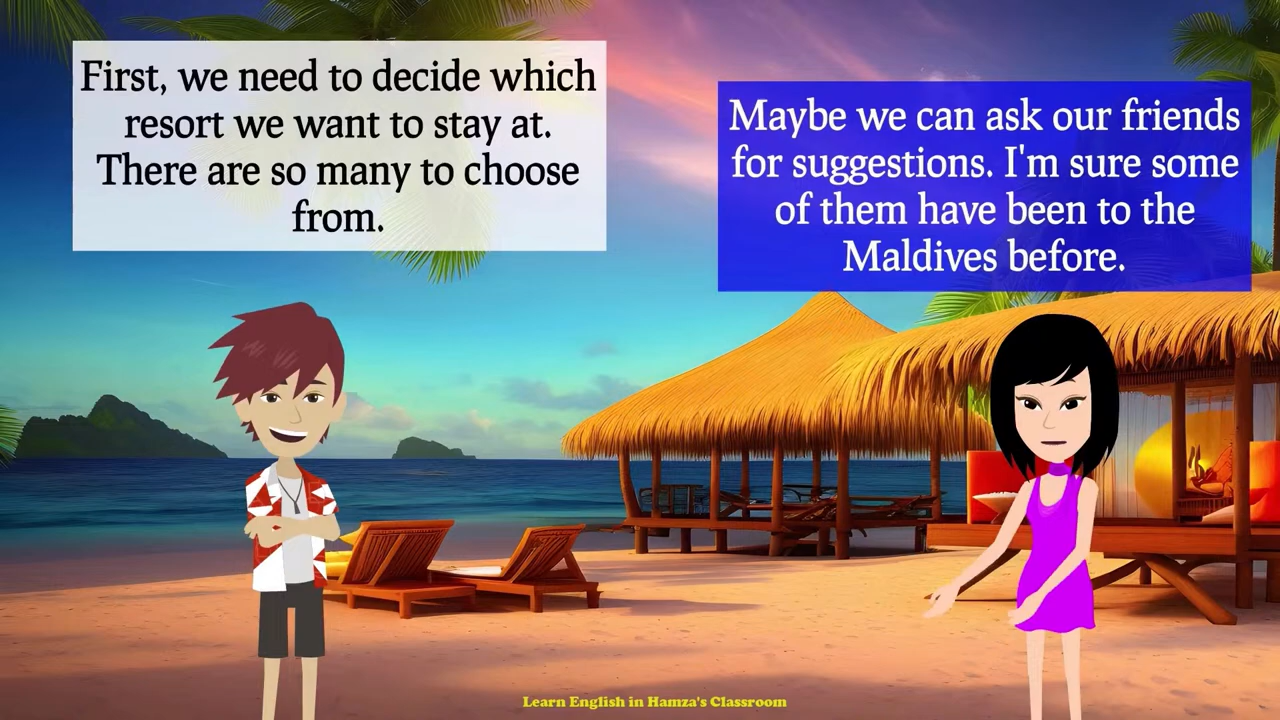 First, we need to decide which
resort we want to stay at.
There are so many to choose
from.
Maybe we can ask our friends
for suggestions. I'm sure some
of them have been to the
Maldives before.
Learn English in Hamza's Classroom